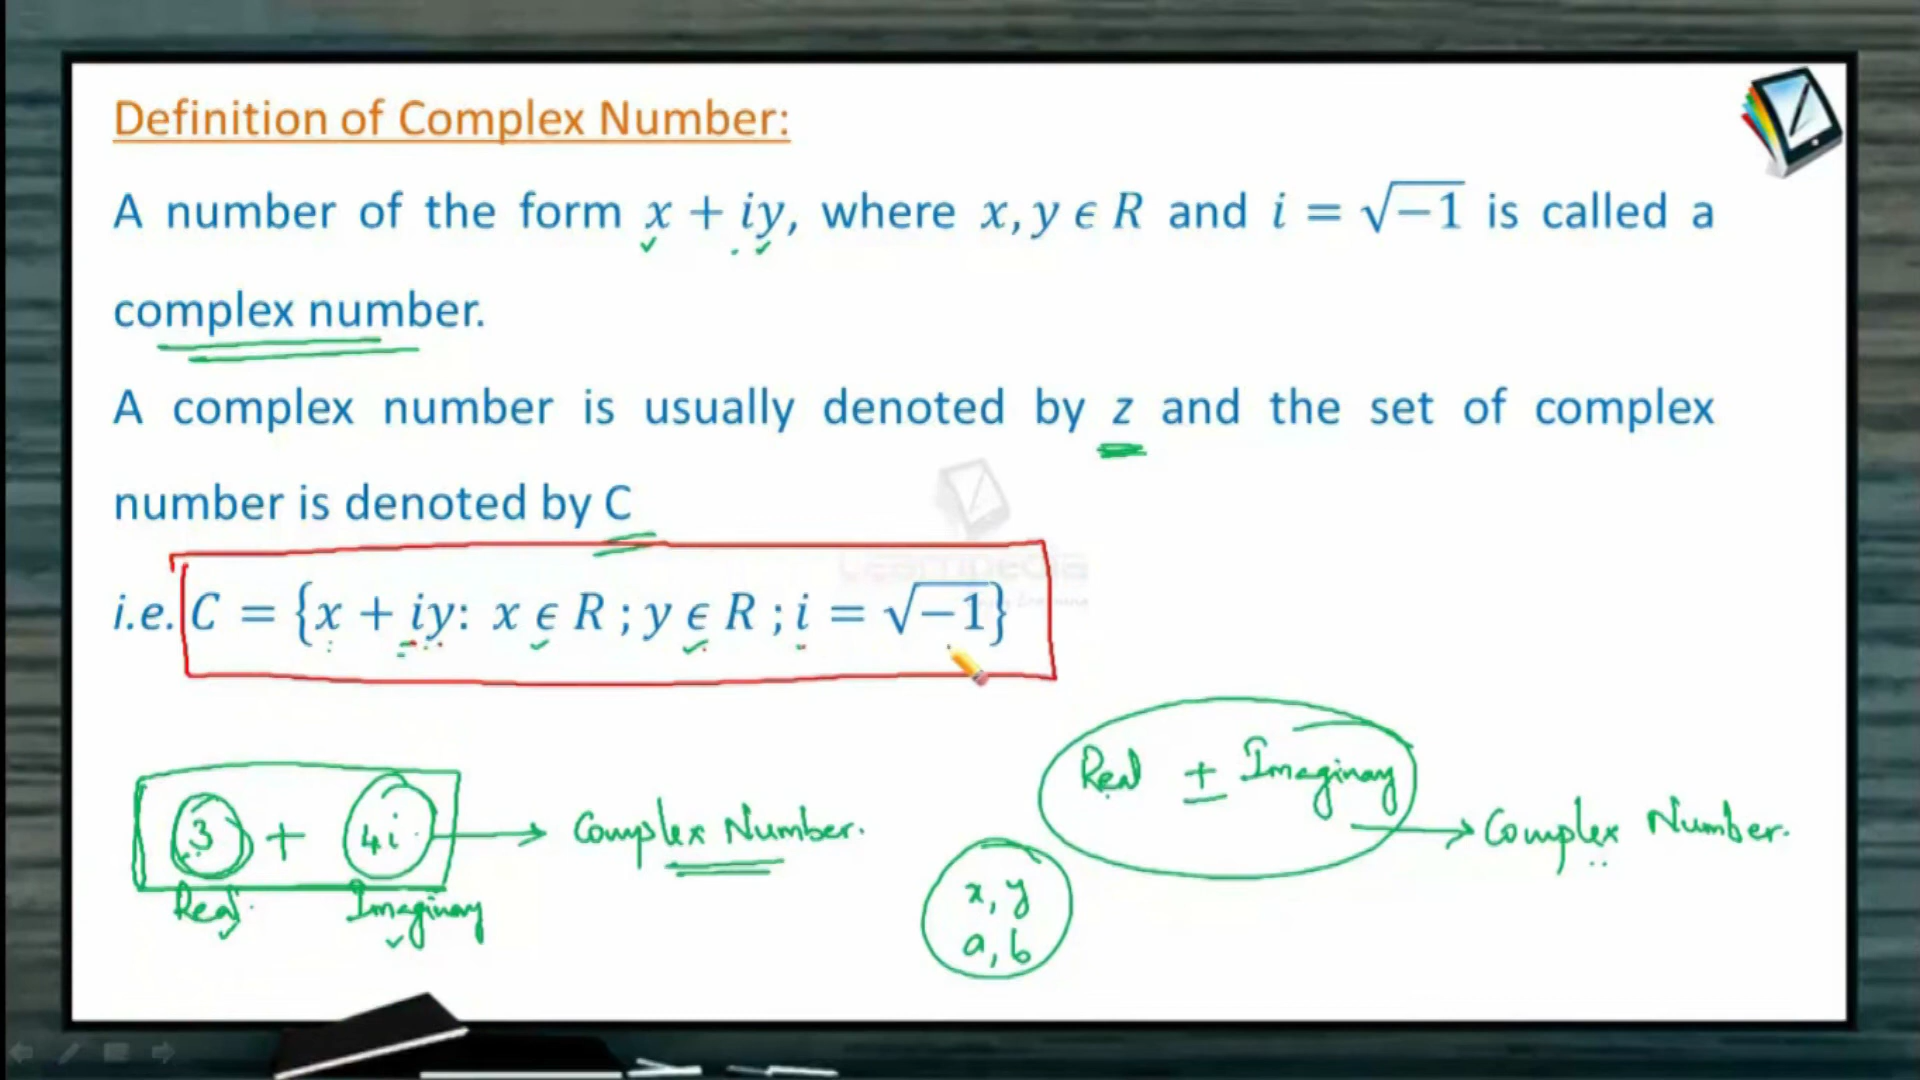 Definition of Complex Number:
A number of the form x + iy, where x, y ϵ R and i = √−1 is called a
complex number.
A complex number is usually denoted by z and the set of complex
number is denoted by C
i.e. C = {x + iy: x ϵ R ; y ϵ R ; i = √−1}
Real ± Imaginary
3 + 4i → Complex Number.
→ Complex Number.
Real Imaginary
x, y
a, b